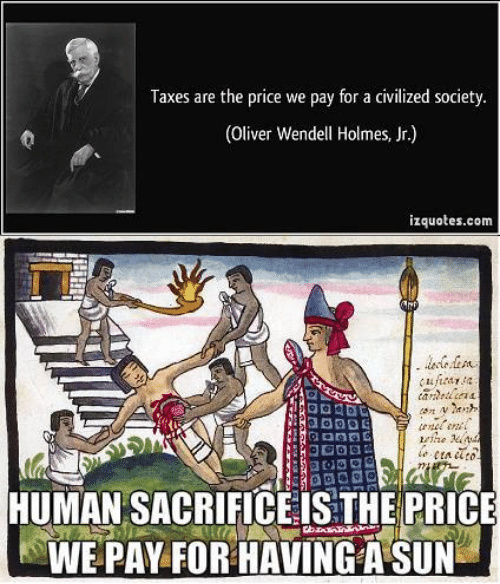 Taxes are the price we pay for a civilized society.
(Oliver Wendell Holmes, Jr.)
izquotes.com
HUMAN SACRIFICE IS THE PRICE
WE PAY FOR HAVING A SUN